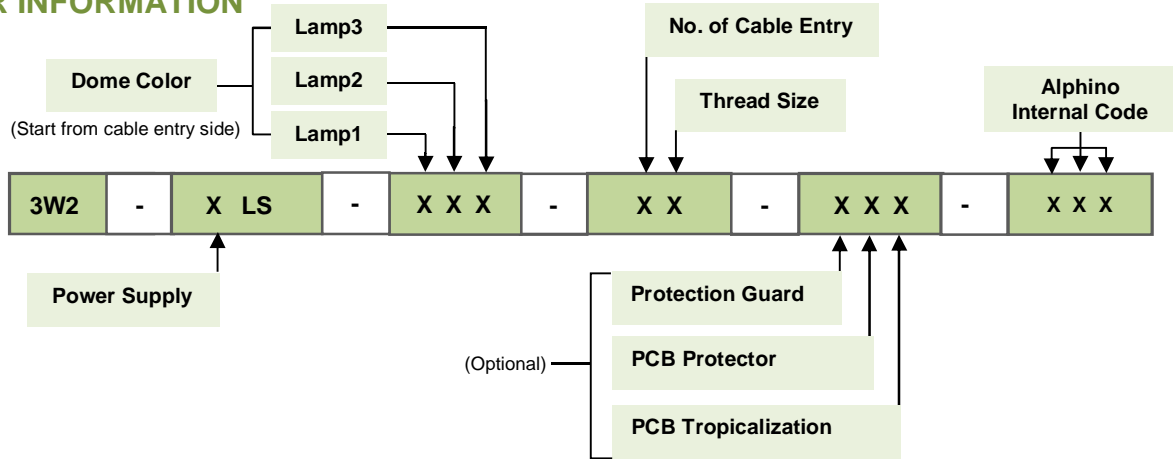 R INFORMATION
Lamp3
No. of Cable Entry
Dome Color
Lamp2
Thread Size
Alphino
Internal Code
(Start from cable entry side)
Lamp1
3W2 - X LS - X X X - X X - X X X - X X X
Power Supply
Protection Guard
(Optional)
PCB Protector
PCB Tropicalization